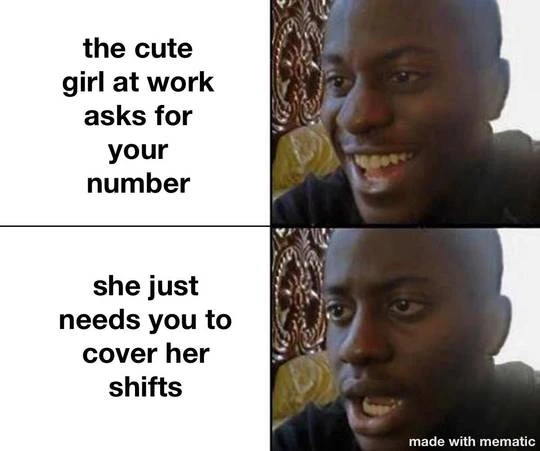 the cute
girl at work
asks for
your
number
she just
needs you to
cover her
shifts
made with mematic